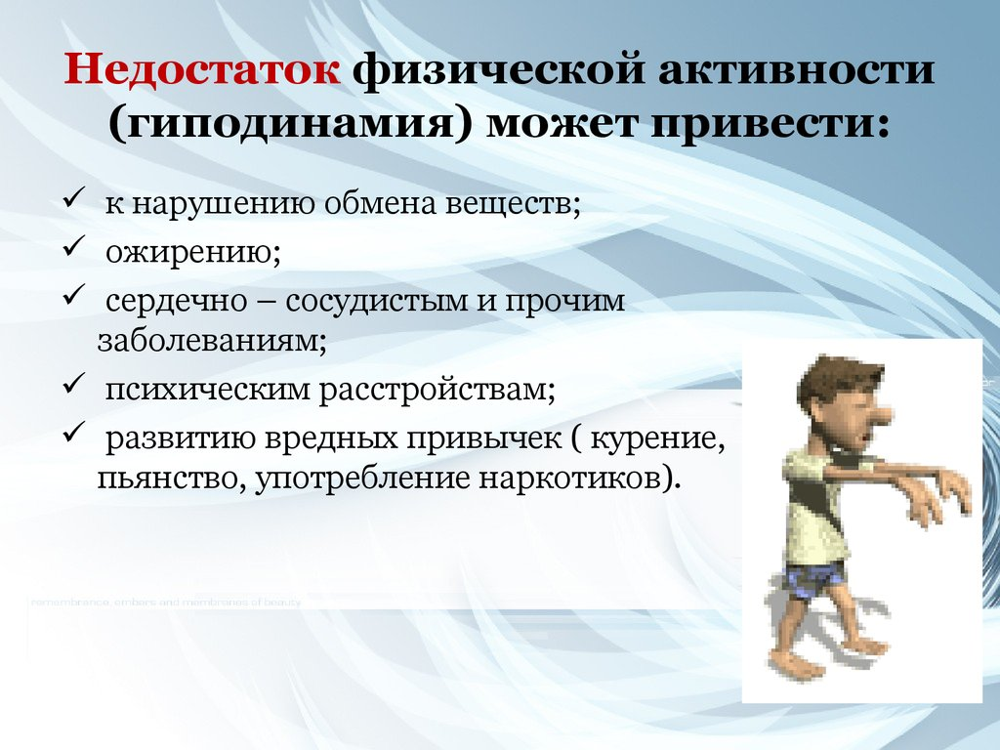 Недостаток физической активности
(гиподинамия) может привести:
✓ к нарушению обмена веществ;
✓ ожирению;
✓ сердечно – сосудистым и прочим
заболеваниям;
✓ психическим расстройствам;
✓ развитию вредных привычек ( курение,
пьянство, употребление наркотиков).
remembrance, embers and membranes of beauty